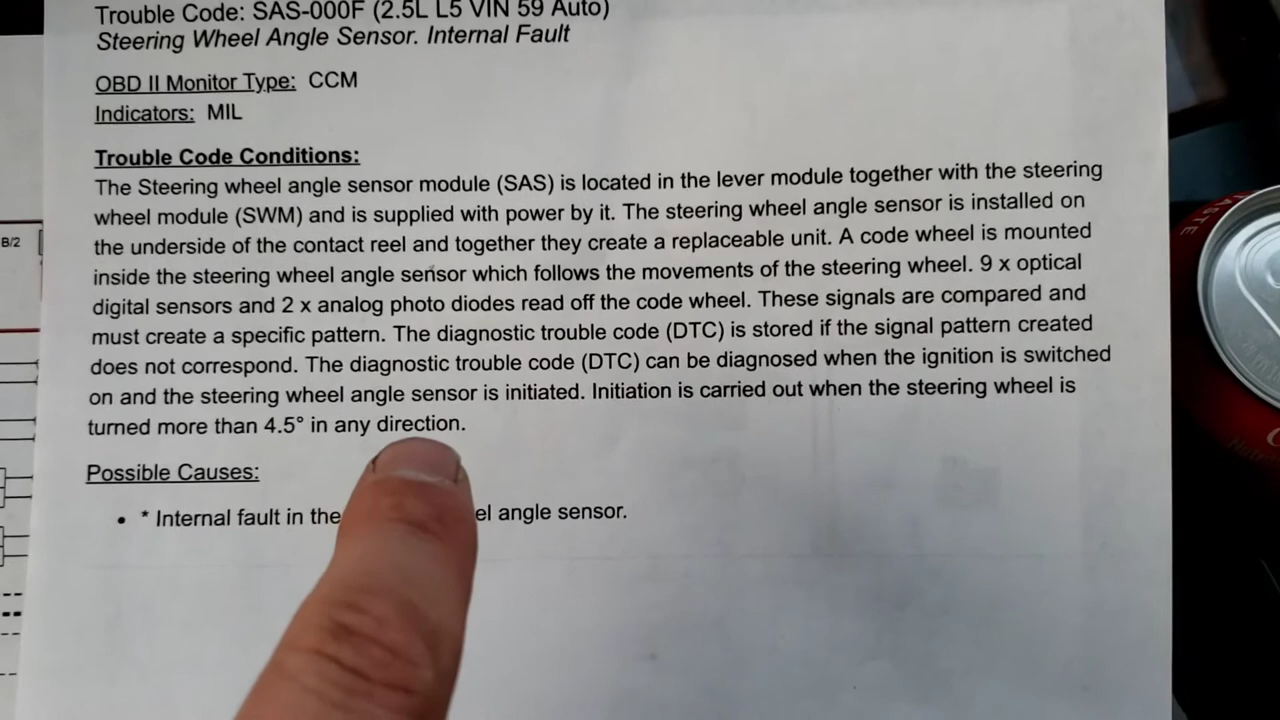 Trouble Code: SAS-000F (2.5L L5 VIN 59 Auto)
Steering Wheel Angle Sensor. Internal Fault
OBD II Monitor Type: CCM
Indicators: MIL
Trouble Code Conditions:
The Steering wheel angle sensor module (SAS) is located in the lever module together with the steering
wheel module (SWM) and is supplied with power by it. The steering wheel angle sensor is installed on
the underside of the contact reel and together they create a replaceable unit. A code wheel is mounted
inside the steering wheel angle sensor which follows the movements of the steering wheel. 9 x optical
digital sensors and 2 x analog photo diodes read off the code wheel. These signals are compared and
must create a specific pattern. The diagnostic trouble code (DTC) is stored if the signal pattern created
does not correspond. The diagnostic trouble code (DTC) can be diagnosed when the ignition is switched
on and the steering wheel angle sensor is initiated. Initiation is carried out when the steering wheel is
turned more than 4.5° in any direction.
Possible Causes:
• * Internal fault in the el angle sensor.
B/2